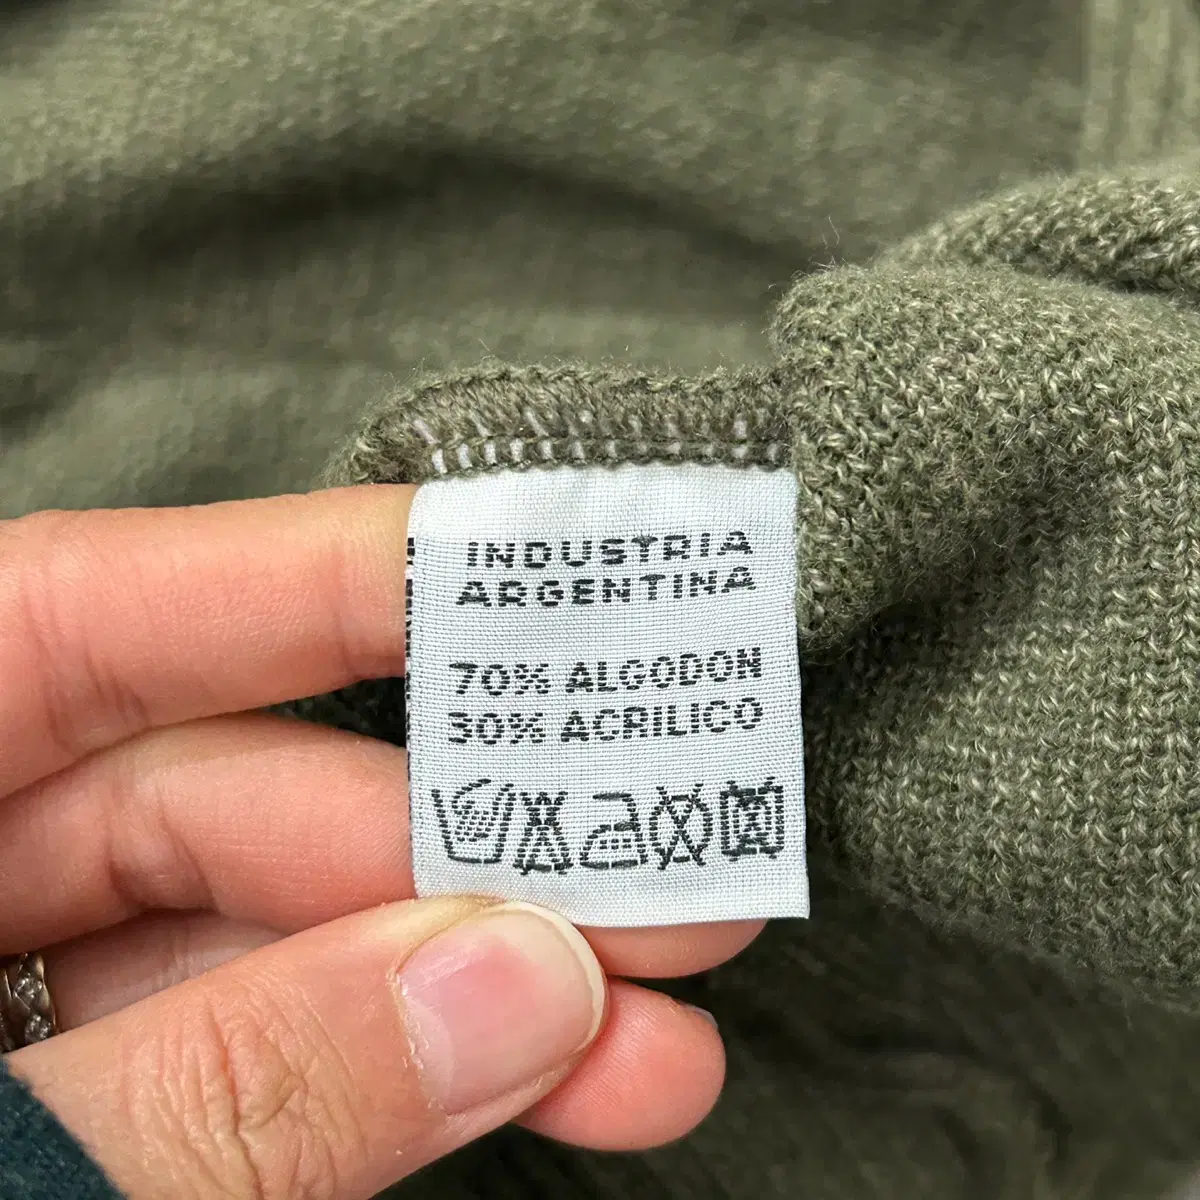 INDUSTRIA
ARGENTINA
70% ALGODON
30% ACRILICO